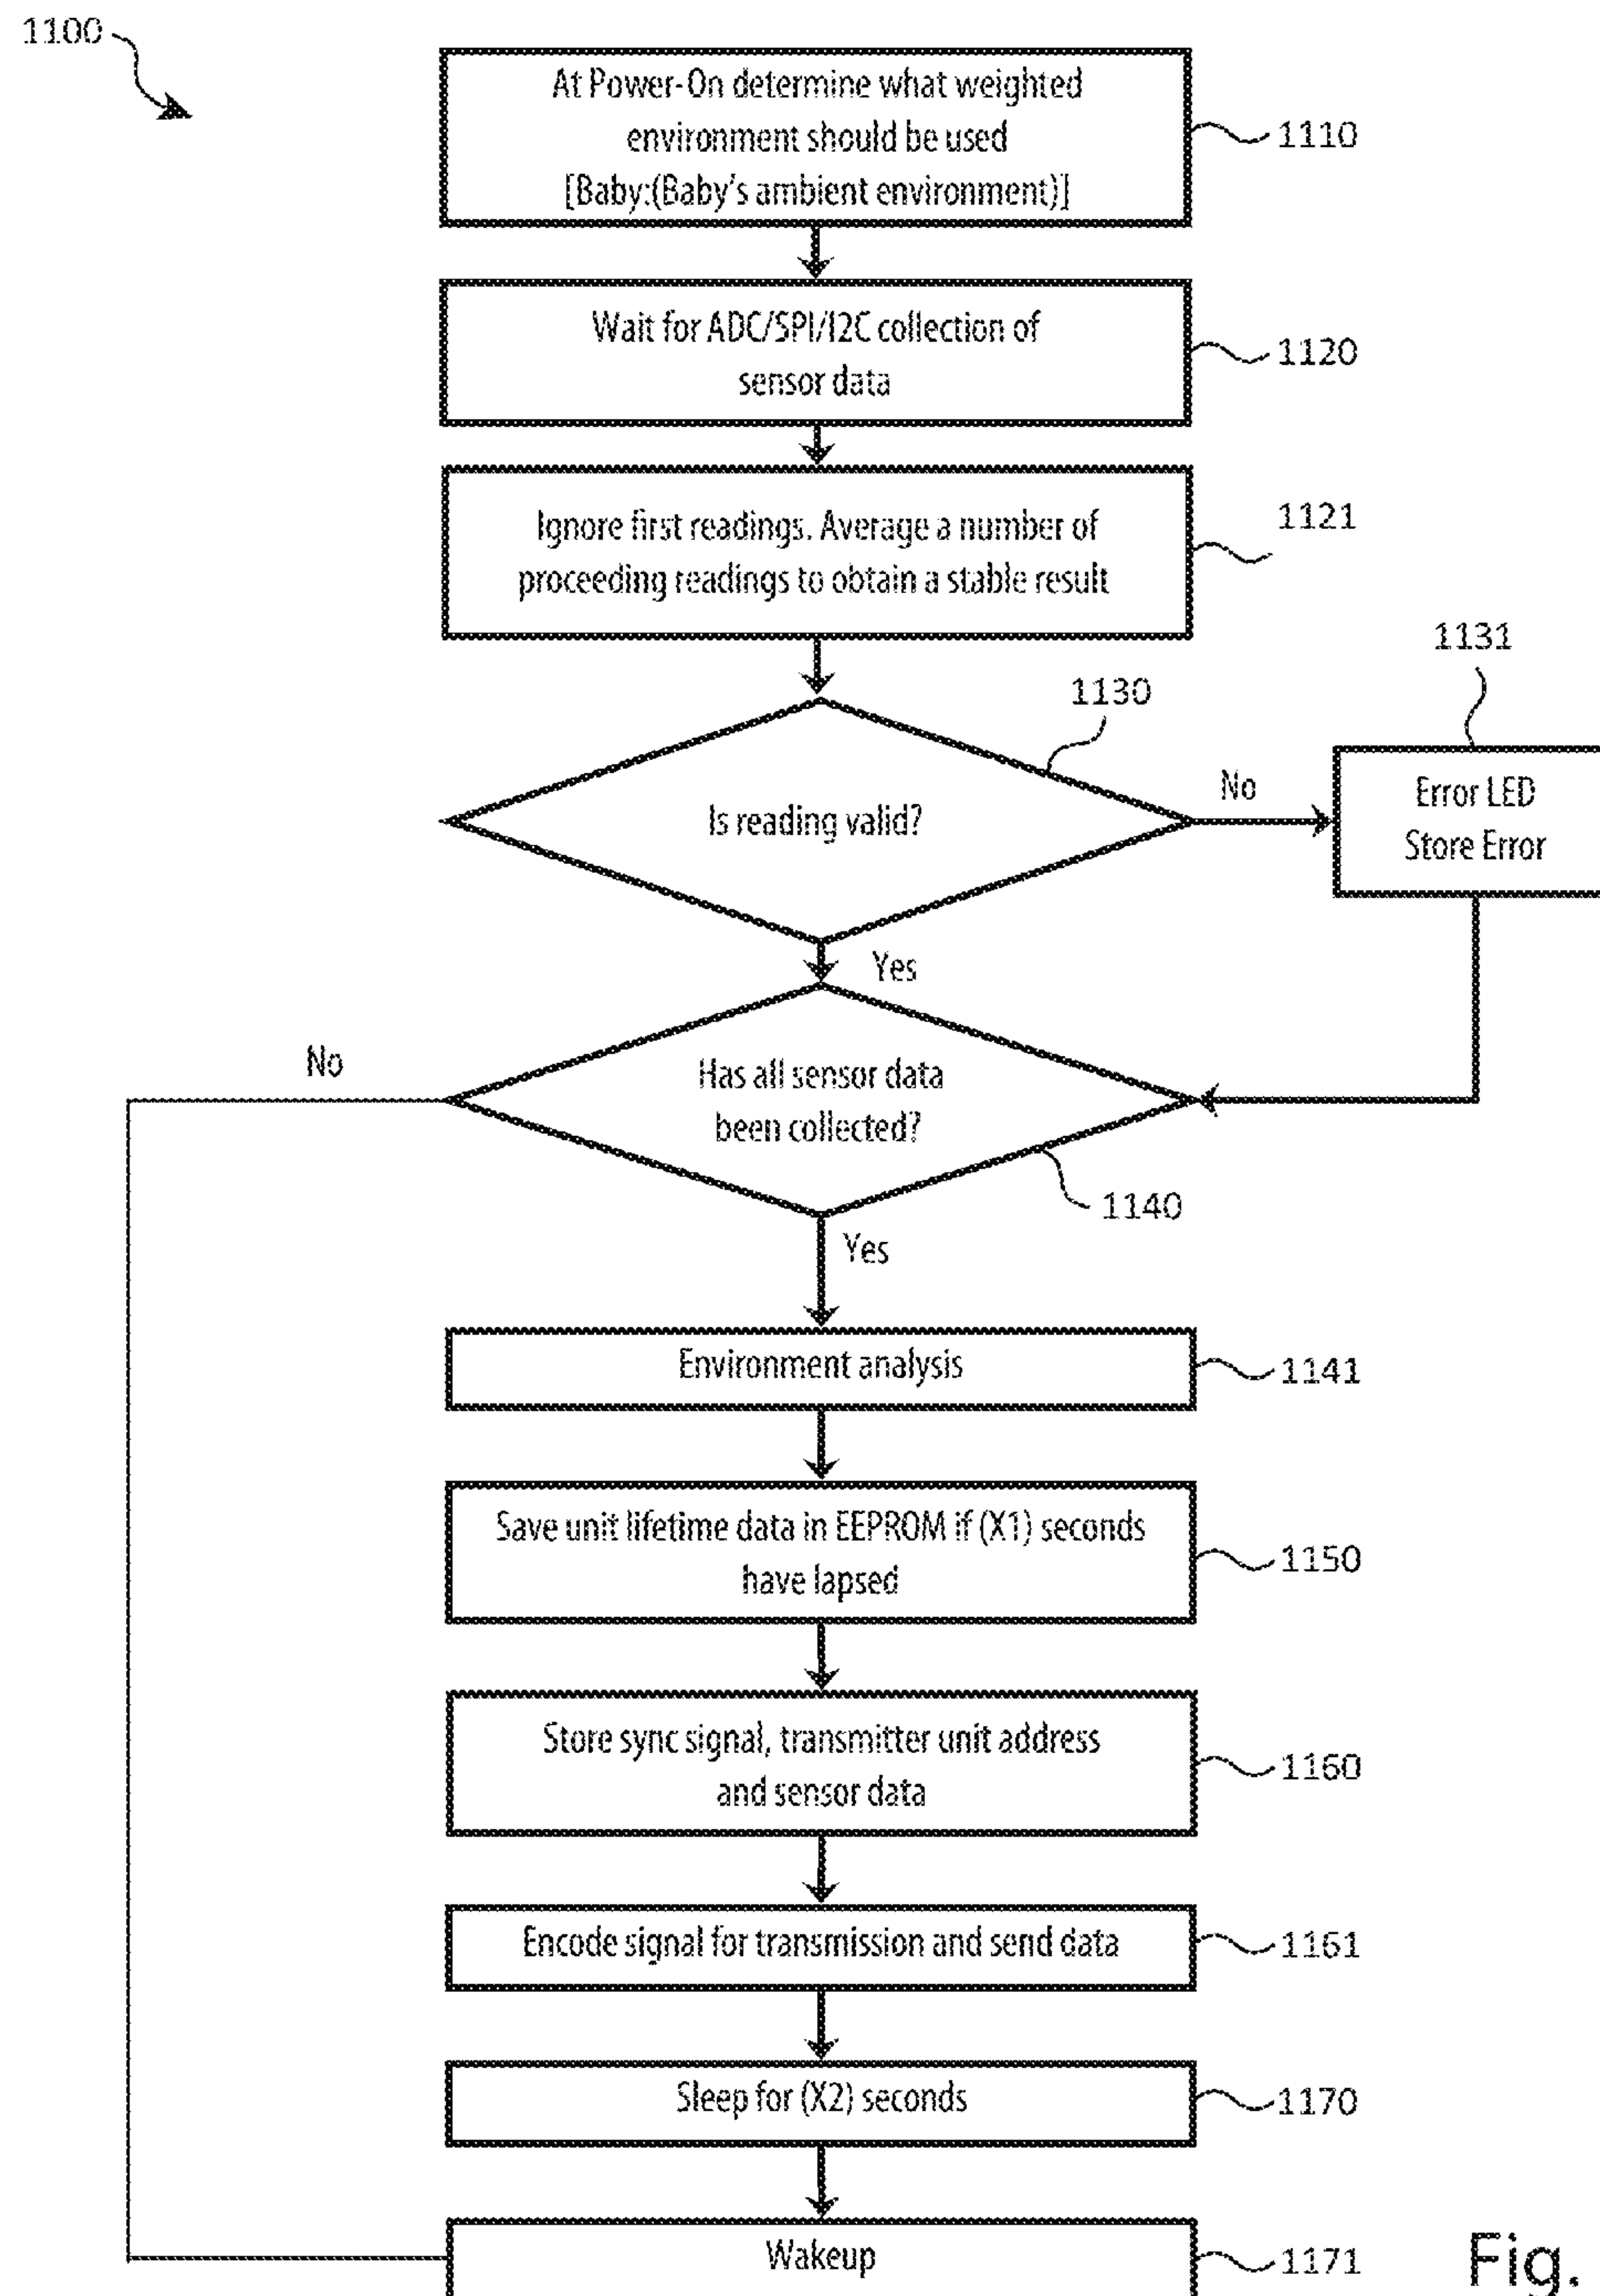 1100
At Power-On determine what weighted
environment should be used
[Baby:(Baby's ambient environment)]
1110
Wait for ADC/SPI/I2C collection of
sensor data
1120
Ignore first readings. Average a number of
proceeding readings to obtain a stable result
1121
1131
1130
Is reading valid?
No
Error LED
Store Error
Yes
No
Has all sensor data
been collected?
1140
Yes
Environment analysis
1141
Save unit lifetime data in EEPROM if (X1) seconds
have lapsed
1150
Store sync signal, transmitter unit address
and sensor data
1160
Encode signal for transmission and send data
1161
Sleep for (X2) seconds
1170
Wakeup
1171
Fig.